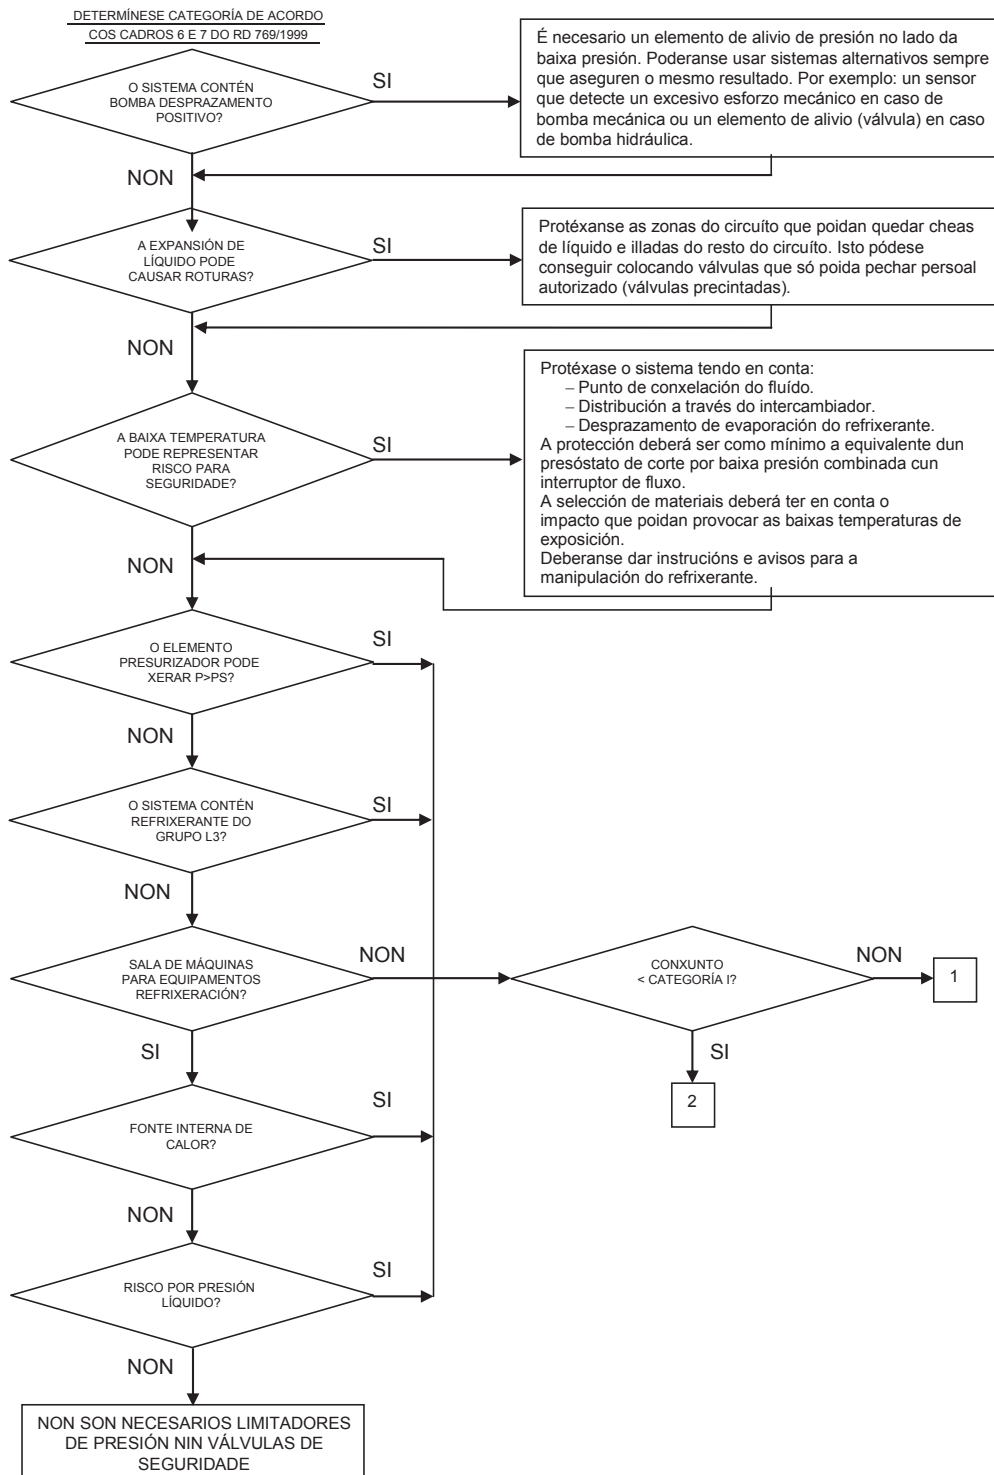 DETERMÍNESE CATEGORÍA DE ACORDO
COS CADROS 6 E 7 DO RD 769/1999
O SISTEMA CONTÉN
BOMBA DESPRAZAMENTO
POSITIVO?
SI
É necesario un elemento de alivio de presión no lado da
baixa presión. Poderanse usar sistemas alternativos sempre
que aseguren o mesmo resultado. Por exemplo: un sensor
que detecte un excesivo esforzo mecánico en caso de
bomba mecánica ou un elemento de alivio (válvula) en caso
de bomba hidráulica.
NON
A EXPANSIÓN DE
LÍQUIDO PODE
CAUSAR ROTURAS?
SI
Protéxanse as zonas do circuíto que poidan quedar cheas
de líquido e illadas do resto do circuíto. Isto pódese
conseguir colocando válvulas que só poida pechar persoal
autorizado (válvulas precintadas).
NON
A BAIXA TEMPERATURA
PODE REPRESENTAR
RISCO PARA
SEGURIDADE?
SI
Protéxase o sistema tendo en conta:
– Punto de conxelación do fluído.
– Distribución a través do intercambiador.
– Desprazamento de evaporación do refrixerante.
A protección deberá ser como mínimo a equivalente dun
presóstato de corte por baixa presión combinada cun
interruptor de fluxo.
A selección de materiais deberá ter en conta o
impacto que poidan provocar as baixas temperaturas de
exposición.
Deberanse dar instrucións e avisos para a
manipulación do refrixerante.
NON
O ELEMENTO
PRESURIZADOR PODE
XERAR P>PS?
SI
NON
O SISTEMA CONTÉN
REFRIXERANTE DO
GRUPO L3?
SI
NON
SALA DE MÁQUINAS
PARA EQUIPAMENTOS
REFRIXERACIÓN?
NON
CONXUNTO
< CATEGORÍA I?
NON
1
SI
SI
2
FONTE INTERNA DE
CALOR?
SI
NON
RISCO POR PRESIÓN
LÍQUIDO?
SI
NON
NON SON NECESARIOS LIMITADORES
DE PRESIÓN NIN VÁLVULAS DE
SEGURIDADE